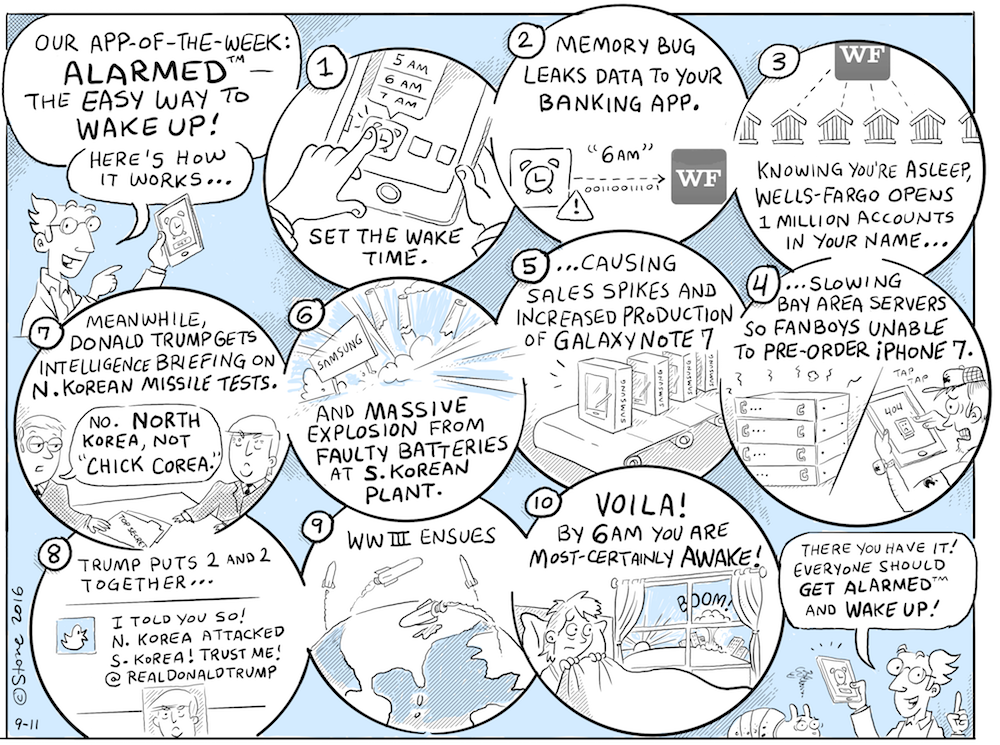 OUR APP-OF-THE-WEEK:
ALARMED™ —
THE EASY WAY TO
WAKE UP!
HERE'S HOW
IT WORKS...
1
5 AM
6 AM
7 AM
SET THE WAKE
TIME.
2
MEMORY BUG
LEAKS DATA TO YOUR
BANKING APP.
"6AM"
00110011101
WF
!
3
WF
KNOWING YOU'RE ASLEEP,
WELLS-FARGO OPENS
1 MILLION ACCOUNTS
IN YOUR NAME...
4
...SLOWING
BAY AREA SERVERS
SO FANBOYS UNABLE
TO PRE-ORDER iPHONE 7.
TAP
TAP
TAP
404
C...
C
C...
C
C...
C
C...
C
5
...CAUSING
SALES SPIKES AND
INCREASED PRODUCTION
OF GALAXY NOTE 7
SAMSUNG
SAMSUNG
SAMSUNG
SAMSUNG
6
SAMSUNG
AND MASSIVE
EXPLOSION FROM
FAULTY BATTERIES
AT S. KOREAN
PLANT.
7
MEANWHILE,
DONALD TRUMP GETS
INTELLIGENCE BRIEFING ON
N. KOREAN MISSILE TESTS.
NO. NORTH
KOREA, NOT
"CHICK COREA."
TOP SECRET
8
TRUMP PUTS 2 AND 2
TOGETHER...
I TOLD YOU SO!
N. KOREA ATTACKED
S. KOREA! TRUST ME!
@REALDONALDTRUMP
9
WW III ENSUES
10
VOILA!
BY 6AM YOU ARE
MOST-CERTAINLY AWAKE!
BOOM!
THERE YOU HAVE IT!
EVERYONE SHOULD
GET ALARMED™
AND WAKE UP!
©Stone 2016
9-11